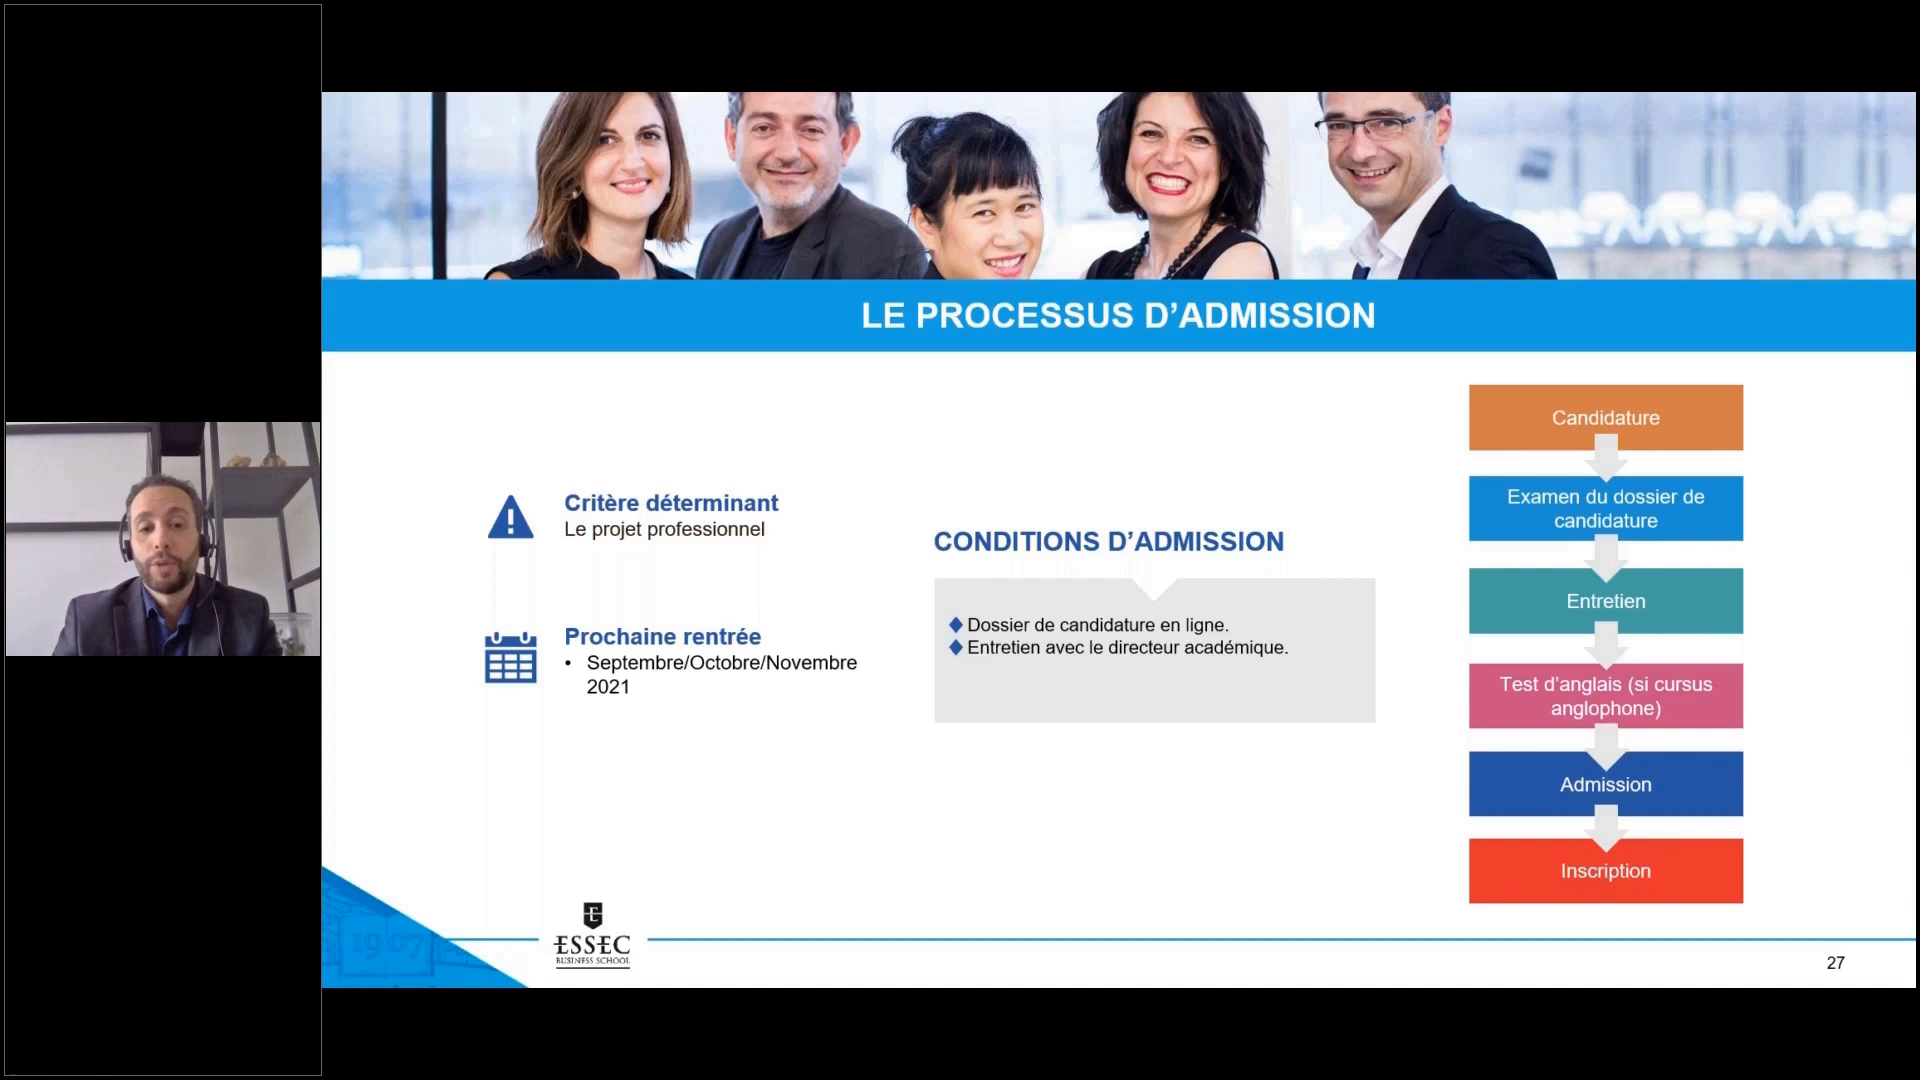 LE PROCESSUS D’ADMISSION
Critère déterminant
Le projet professionnel
Prochaine rentrée
• Septembre/Octobre/Novembre
2021
CONDITIONS D’ADMISSION
Dossier de candidature en ligne.
Entretien avec le directeur académique.
Candidature
Examen du dossier de
candidature
Entretien
Test d’anglais (si cursus
anglophone)
Admission
Inscription
1907
ESSEC
BUSINESS SCHOOL
27